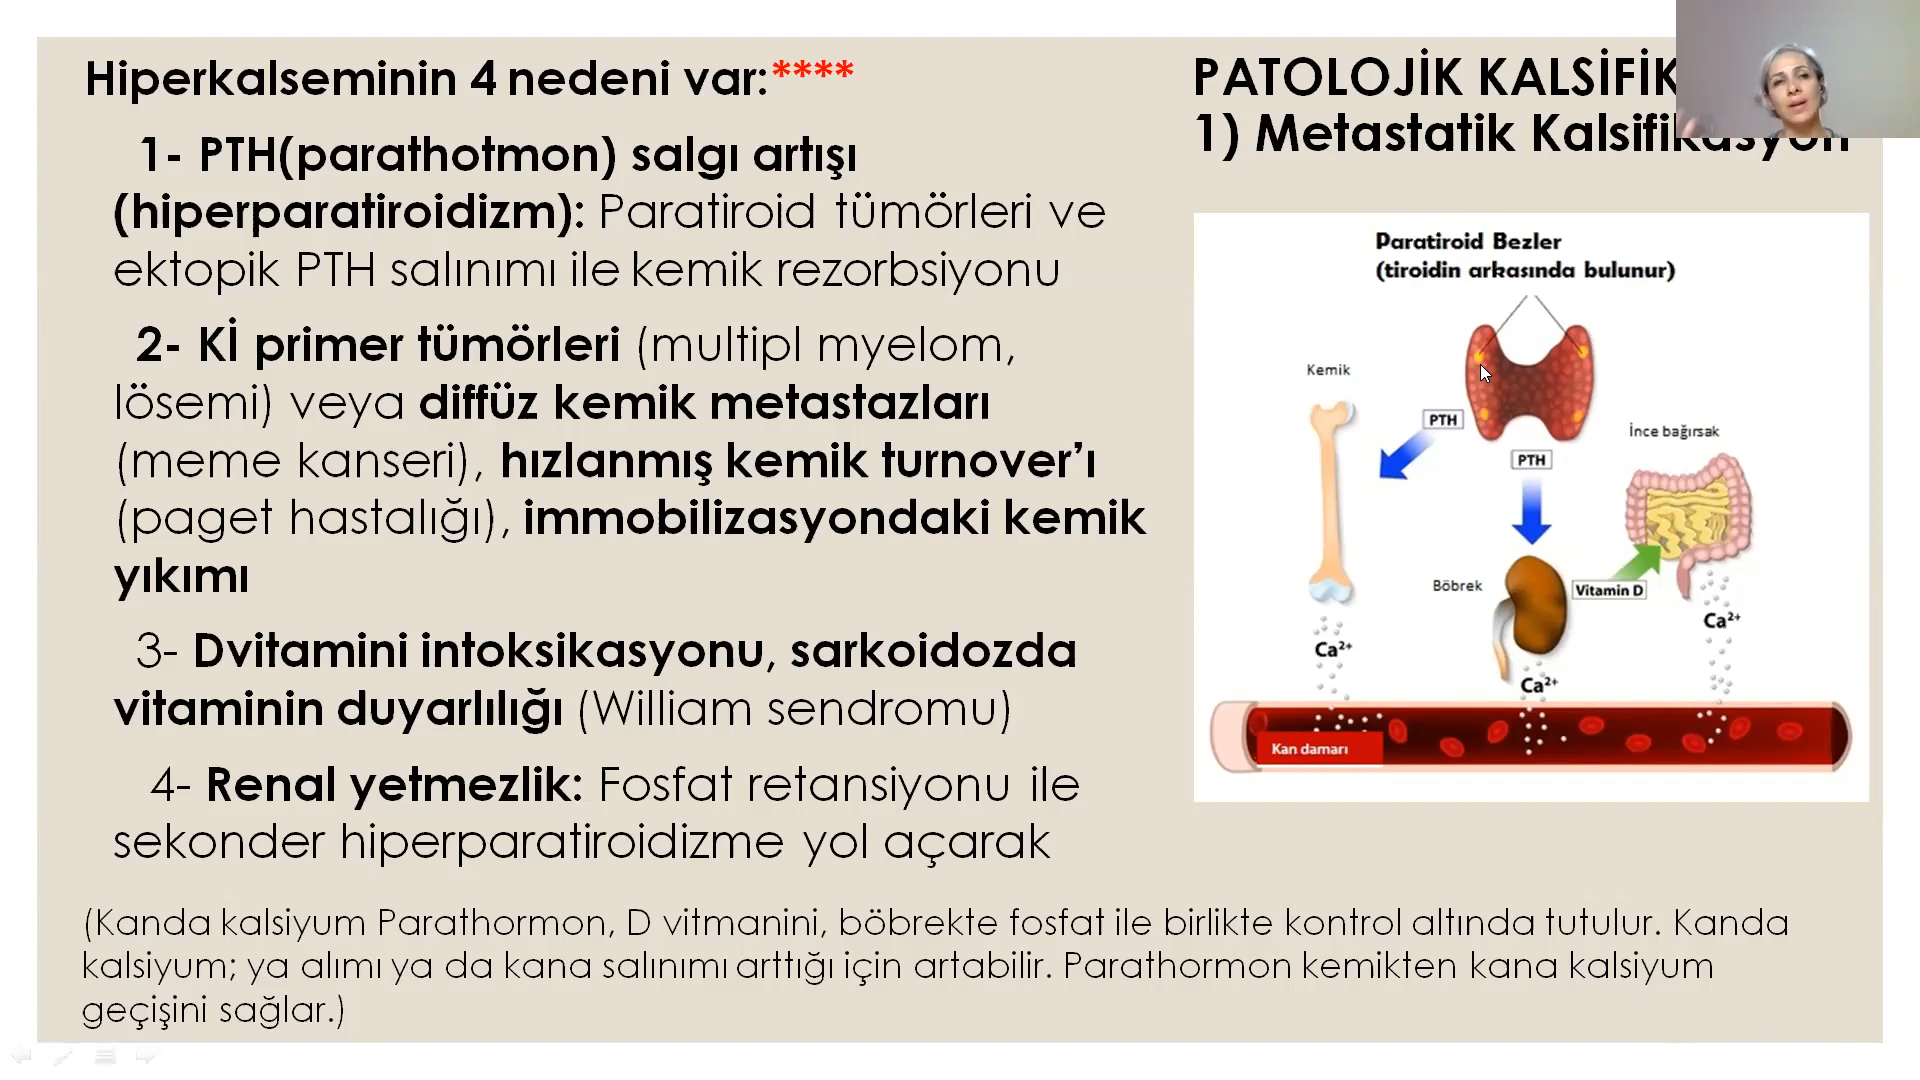 Hiperkalseminin 4 nedeni var:****
1- PTH(parathotmon) salgı artışı
(hiperparatiroidizm): Paratiroid tümörleri ve
ektopik PTH salınımı ile kemik rezorbsiyonu
2- Kİ primer tümörleri (multipl myelom,
lösemi) veya diffüz kemik metastazları
(meme kanseri), hızlanmış kemik turnover’ı
(paget hastalığı), immobilizasyondaki kemik
yıkımı
3- Dvitamini intoksikasyonu, sarkoidozda
vitaminin duyarlılığı (William sendromu)
4- Renal yetmezlik: Fosfat retansiyonu ile
sekonder hiperparatiroidizme yol açarak
(Kanda kalsiyum Parathormon, D vitmanini, böbrekte fosfat ile birlikte kontrol altında tutulur. Kanda
kalsiyum; ya alımı ya da kana salınımı arttığı için artabilir. Parathormon kemikten kana kalsiyum
geçişini sağlar.)
PATOLOJİK KALSİFİK
1) Metastatik Kalsifikasyon
Paratiroid Bezler
(tiroidin arkasında bulunur)
Kemik
PTH
PTH
İnce bağırsak
Böbrek
Vitamin D
Ca²⁺
Ca²⁺
Ca²⁺
Kan damarı